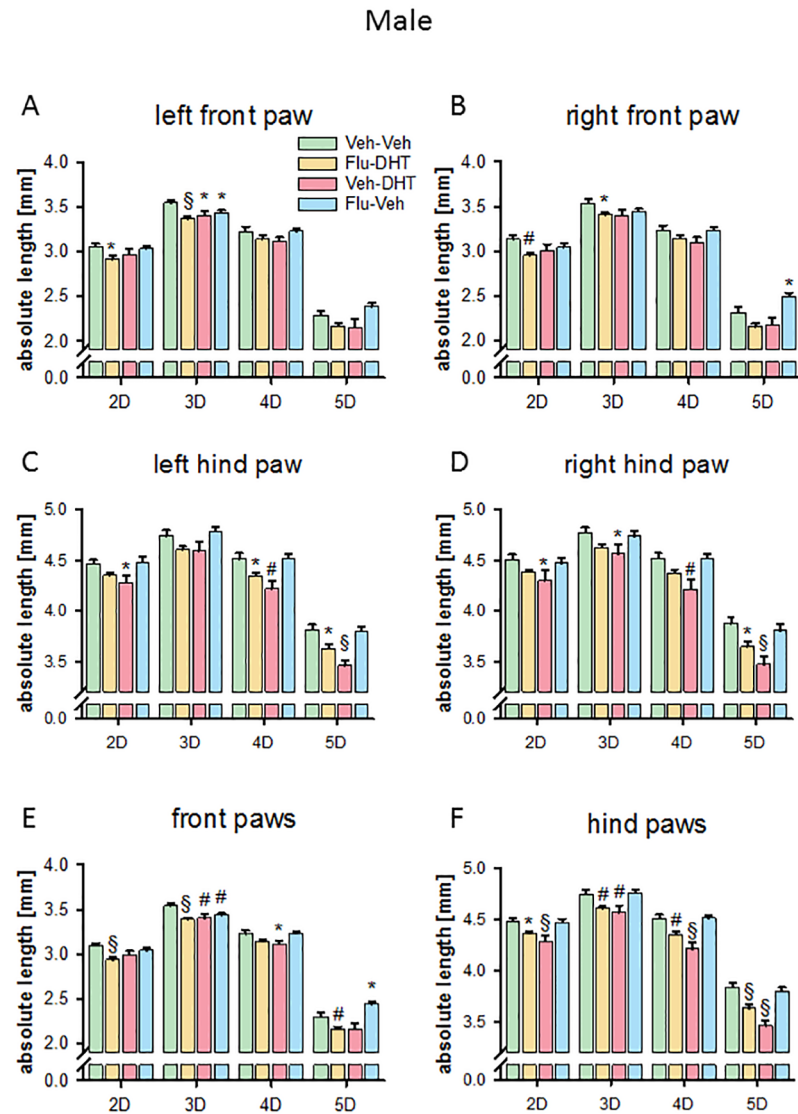 Male
A
left front paw
Veh-Veh
Flu-DHT
Veh-DHT
Flu-Veh
absolute length [mm]
4.0
3.5
3.0
2.5
2.0
0.0
* § * *
2D 3D 4D 5D
B
right front paw
absolute length [mm]
4.0
3.5
3.0
2.5
2.0
0.0
# * *
2D 3D 4D 5D
C
left hind paw
absolute length [mm]
5.0
4.5
4.0
3.5
0.0
* * # * §
2D 3D 4D 5D
D
right hind paw
absolute length [mm]
5.0
4.5
4.0
3.5
0.0
* * # * §
2D 3D 4D 5D
E
front paws
absolute length [mm]
4.0
3.5
3.0
2.5
2.0
0.0
§ § # # * # *
2D 3D 4D 5D
F
hind paws
absolute length [mm]
5.0
4.5
4.0
3.5
0.0
* § # # # § § §
2D 3D 4D 5D